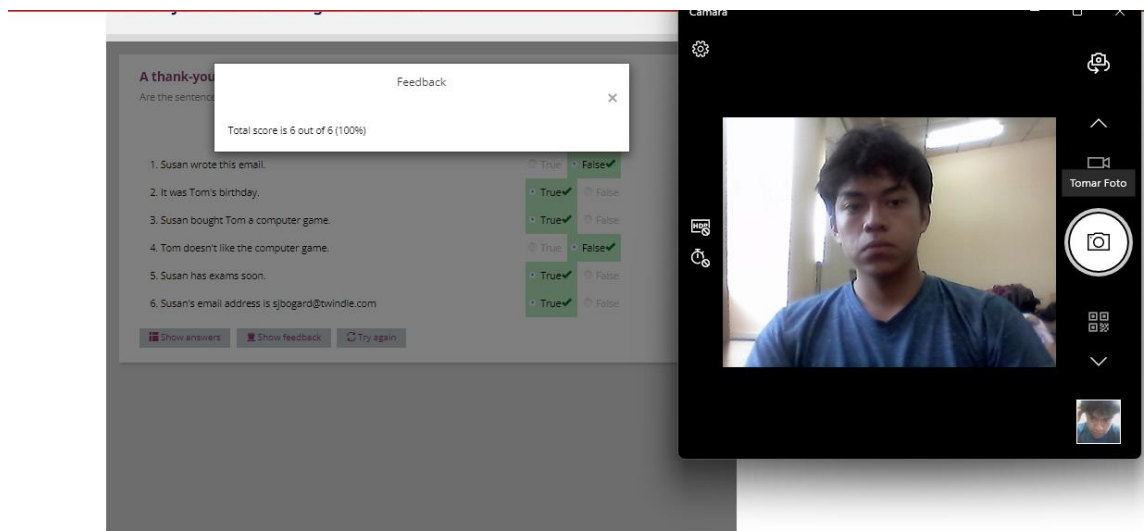 Cámara
A thank-you
Are the sentence
Feedback
Total score is 6 out of 6 (100%)
1. Susan wrote this email.
True False
2. It was Tom's birthday.
True False
3. Susan bought Tom a computer game.
True False
4. Tom doesn't like the computer game.
True False
5. Susan has exams soon.
True False
6. Susan's email address is sjbogard@twindle.com
True False
Show answers Show feedback Try again
Tomar Foto
HDR